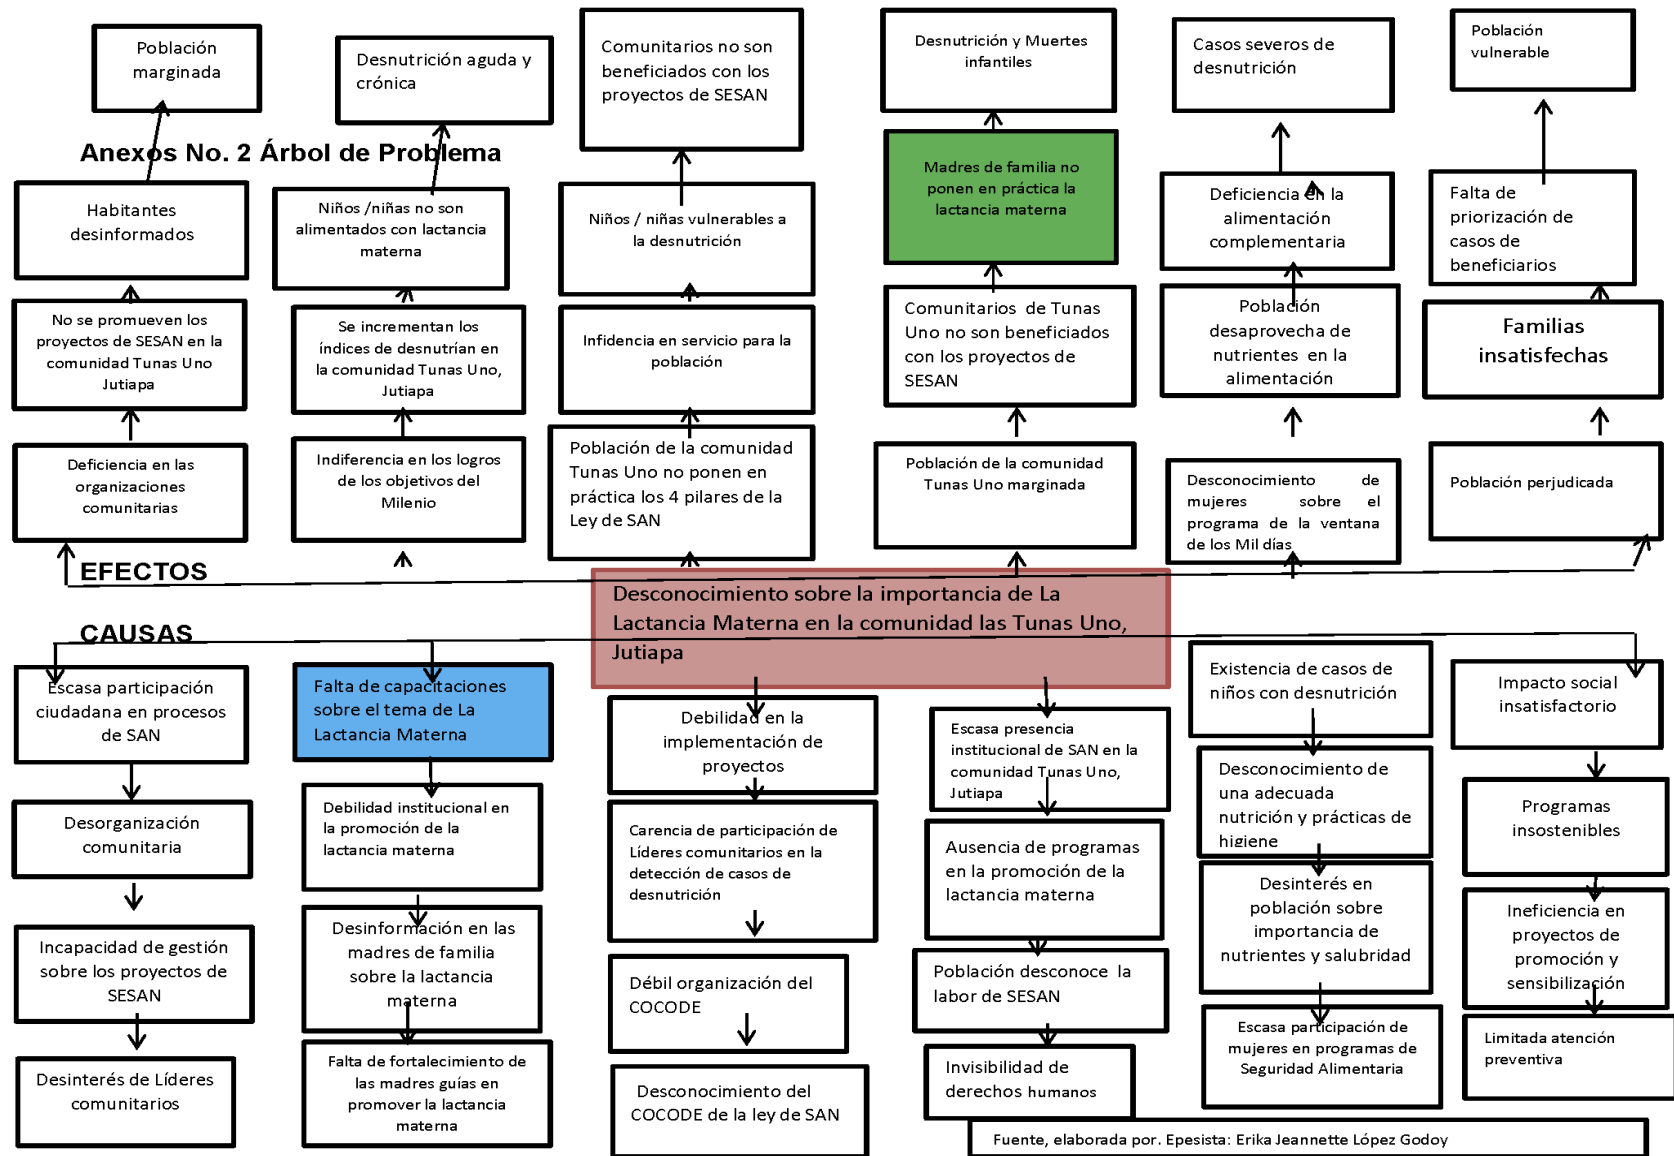 Población
marginada
Desnutrición aguda y
crónica
Comunitarios no son
beneficiados con los
proyectos de SESAN
Desnutrición y Muertes
infantiles
Casos severos de
desnutrición
Población
vulnerable
Anexos No. 2 Árbol de Problema
Habitantes
desinformados
Niños /niñas no son
alimentados con lactancia
materna
Niños / niñas vulnerables a
la desnutrición
Madres de familia no
ponen en práctica la
lactancia materna
Deficiencia en la
alimentación
complementaria
Falta de
priorización de
casos de
beneficiarios
No se promueven los
proyectos de SESAN en la
comunidad Tunas Uno
Jutiapa
Se incrementan los
índices de desnutrían en
la comunidad Tunas Uno,
Jutiapa
Infidencia en servicio para la
población
Comunitarios de Tunas
Uno no son beneficiados
con los proyectos de
SESAN
Población
desaprovecha de
nutrientes en la
alimentación
Familias
insatisfechas
Deficiencia en las
organizaciones
comunitarias
Indiferencia en los logros
de los objetivos del
Milenio
Población de la comunidad
Tunas Uno no ponen en
práctica los 4 pilares de la
Ley de SAN
Población de la comunidad
Tunas Uno marginada
Desconocimiento de
mujeres sobre el
programa de la ventana
de los Mil días
Población perjudicada
EFECTOS
Desconocimiento sobre la importancia de La
Lactancia Materna en la comunidad las Tunas Uno,
Jutiapa
CAUSAS
Escasa participación
ciudadana en procesos
de SAN
Falta de capacitaciones
sobre el tema de La
Lactancia Materna
Debilidad en la
implementación de
proyectos
Escasa presencia
institucional de SAN en la
comunidad Tunas Uno,
Jutiapa
Existencia de casos de
niños con desnutrición
Impacto social
insatisfactorio
Desorganización
comunitaria
Debilidad institucional en
la promoción de la
lactancia materna
Carencia de participación de
Líderes comunitarios en la
detección de casos de
desnutrición
Ausencia de programas
en la promoción de la
lactancia materna
Desconocimiento de
una adecuada
nutrición y prácticas de
higiene
Programas
insostenibles
Incapacidad de gestión
sobre los proyectos de
SESAN
Desinformación en las
madres de familia
sobre la lactancia
materna
Débil organización del
COCODE
Población desconoce la
labor de SESAN
Desinterés en
población sobre
importancia de
nutrientes y salubridad
Ineficiencia en
proyectos de
promoción y
sensibilización
Desinterés de Líderes
comunitarios
Falta de fortalecimiento de
las madres guías en
promover la lactancia
materna
Desconocimiento del
COCODE de la ley de SAN
Invisibilidad de
derechos humanos
Escasa participación de
mujeres en programas de
Seguridad Alimentaria
Limitada atención
preventiva
Fuente, elaborada por. Epesista: Erika Jeannette López Godoy